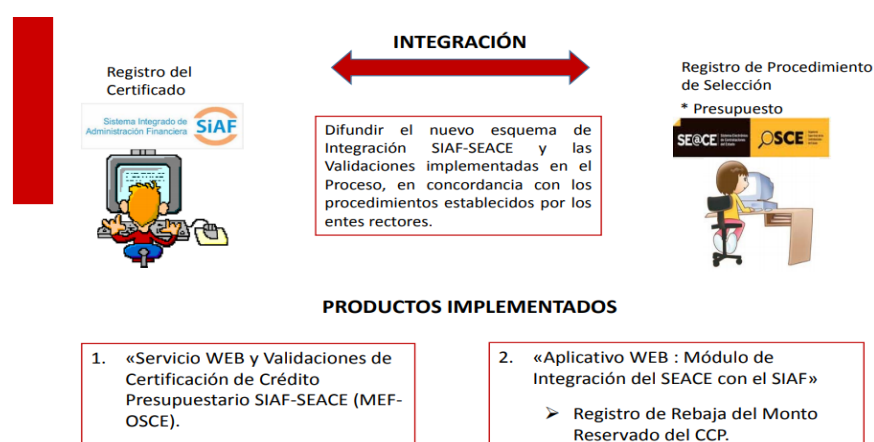 INTEGRACIÓN
Registro del
Certificado
Sistema Integrado de
Administración Financiera
SiAF
Difundir el nuevo esquema de
Integración SIAF-SEACE y las
Validaciones implementadas en el
Proceso, en concordancia con los
procedimientos establecidos por los
entes rectores.
Registro de Procedimiento
de Selección
* Presupuesto
SE@CE
OSCE
PRODUCTOS IMPLEMENTADOS
1. «Servicio WEB y Validaciones de
Certificación de Crédito
Presupuestario SIAF-SEACE (MEF-
OSCE).
2. «Aplicativo WEB : Módulo de
Integración del SEACE con el SIAF»
➢ Registro de Rebaja del Monto
Reservado del CCP.